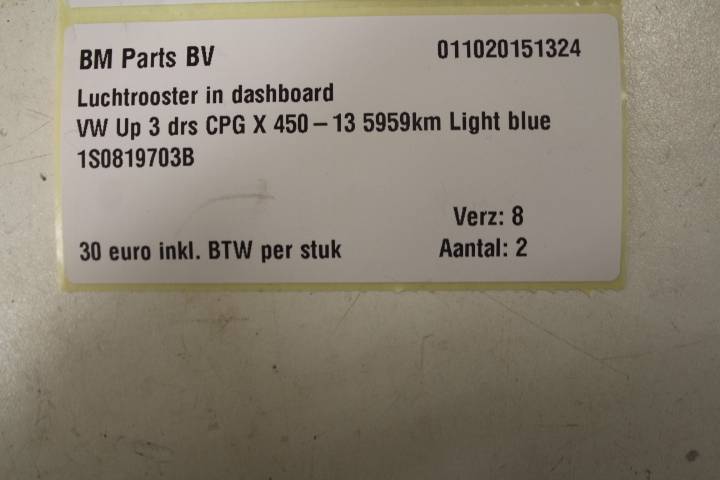 BM Parts BV 011020151324
Luchtrooster in dashboard
VW Up 3 drs CPG X 450 – 13 5959km Light blue
1S0819703B
Verz: 8
30 euro inkl. BTW per stuk Aantal: 2